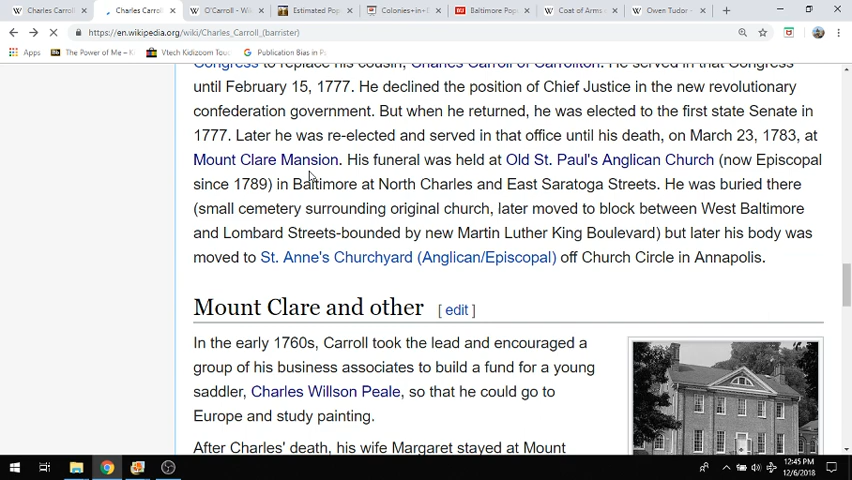 Charles Carroll
Charles Carroll
O'Carroll - Wiki
Estimated Pop
Colonies+in+B
Baltimore Pop
Coat of Arms
Owen Tudor -
https://en.wikipedia.org/wiki/Charles_Carroll_(barrister)
Apps
The Power of Me – K
Vtech Kidizoom Touc
Publication Bias in P
Congress to replace his cousin, Charles Carroll of Carrollton. He served in that Congress
until February 15, 1777. He declined the position of Chief Justice in the new revolutionary
confederation government. But when he returned, he was elected to the first state Senate in
1777. Later he was re-elected and served in that office until his death, on March 23, 1783, at
Mount Clare Mansion. His funeral was held at Old St. Paul's Anglican Church (now Episcopal
since 1789) in Baltimore at North Charles and East Saratoga Streets. He was buried there
(small cemetery surrounding original church, later moved to block between West Baltimore
and Lombard Streets-bounded by new Martin Luther King Boulevard) but later his body was
moved to St. Anne's Churchyard (Anglican/Episcopal) off Church Circle in Annapolis.
Mount Clare and other [ edit ]
In the early 1760s, Carroll took the lead and encouraged a
group of his business associates to build a fund for a young
saddler, Charles Willson Peale, so that he could go to
Europe and study painting.
After Charles' death, his wife Margaret stayed at Mount
12:45 PM
12/6/2018